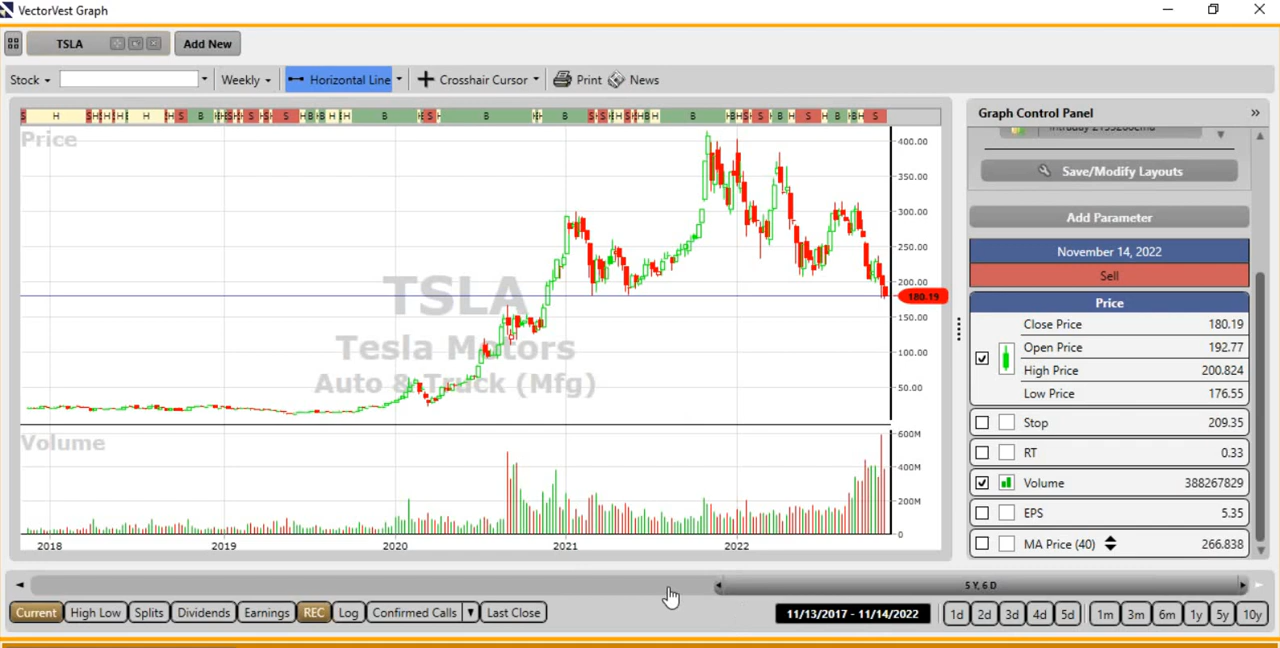 VectorVest Graph
TSLA
Add New
Stock
Weekly
Horizontal Line
Crosshair Cursor
Print
News
S H S H H H H S B S S S S B B H H B S B B S S H S H B H B B H S S B H S B B H S
Price
TSLA
Tesla Motors
Auto & Truck (Mfg)
400.00
350.00
300.00
250.00
200.00
180.19
150.00
100.00
50.00
Volume
600M
400M
200M
0
2018 2019 2020 2021 2022
Graph Control Panel
Save/Modify Layouts
Add Parameter
November 14, 2022
Sell
Price
Close Price 180.19
Open Price 192.77
High Price 200.824
Low Price 176.55
Stop 209.35
RT 0.33
Volume 388267829
EPS 5.35
MA Price (40) 266.838
5 Y, 6 D
Current High Low Splits Dividends Earnings REC Log Confirmed Calls Last Close 11/13/2017 - 11/14/2022 1d 2d 3d 4d 5d 1m 3m 6m 1y 5y 10y